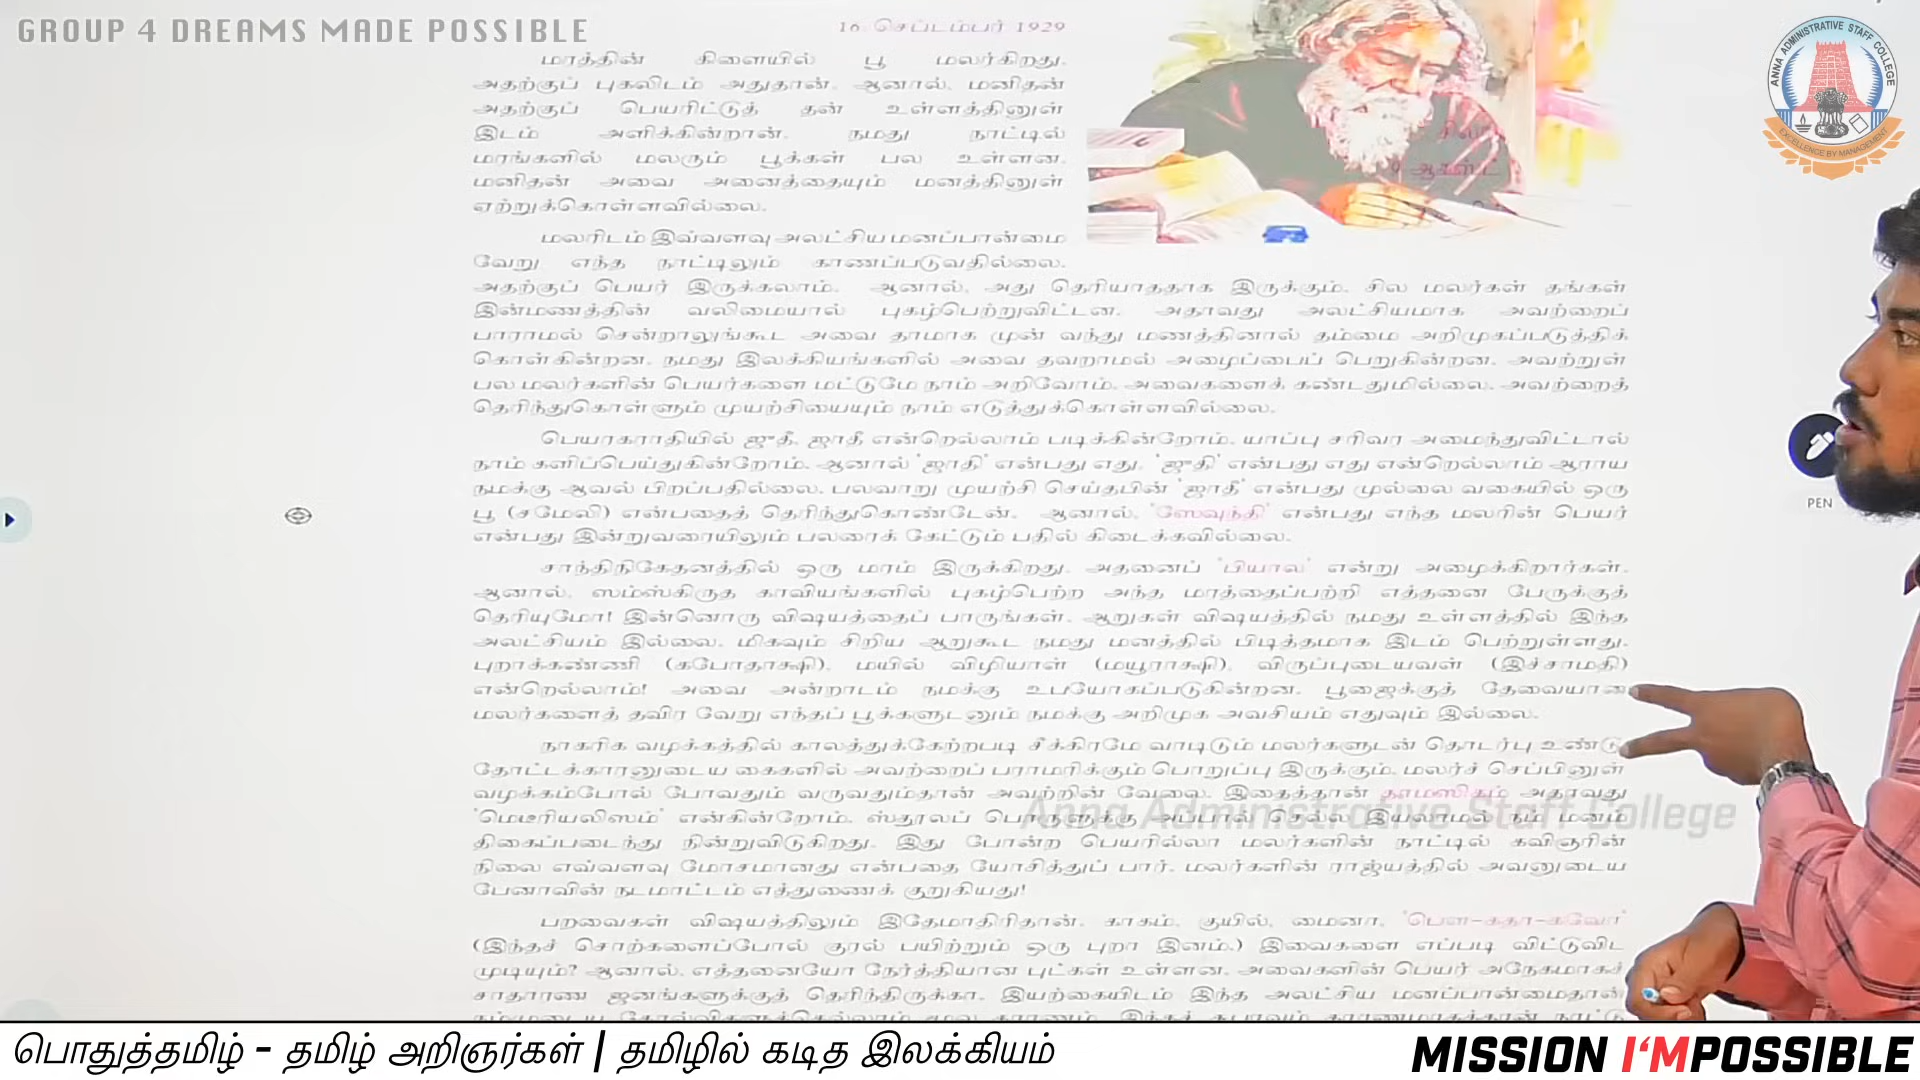 GROUP 4 DREAMS MADE POSSIBLE
16 செப்டம்பர் 1929
மரத்தின் கிளையில் பூ மலர்கிறது.
அதற்குப் புகலிடம் அதுதான். ஆனால், மனிதன்
அதற்குப் பெயரிட்டுத் தன் உள்ளத்தினுள்
இடம் அளிக்கின்றான். நமது நாட்டில்
மரங்களில் மலரும் பூக்கள் பல உள்ளன.
மனிதன் அவை அனைத்தையும் மனத்தினுள்
ஏற்றுக்கொள்ளவில்லை.
மலரிடம் இவ்வளவு அலட்சிய மனப்பான்மை
வேறு எந்த நாட்டிலும் காணப்படுவதில்லை.
அதற்குப் பெயர் இருக்கலாம். ஆனால், அது தெரியாததாக இருக்கும். சில மலர்கள் தங்கள்
இன்மணத்தின் வலிமையால் புகழ்பெற்றுவிட்டன. அதாவது அலட்சியமாக அவற்றைப்
பாராமல் சென்றாலுங்கூட அவை தாமாக முன் வந்து மணத்தினால் தம்மை அறிமுகப்படுத்திக்
கொள்கின்றன. நமது இலக்கியங்களில் அவை தவறாமல் அழைப்பைப் பெறுகின்றன. அவற்றுள்
பல மலர்களின் பெயர்களை மட்டுமே நாம் அறிவோம். அவைகளைக் கண்டதுமில்லை. அவற்றைத்
தெரிந்துகொள்ளும் முயற்சியையும் நாம் எடுத்துக்கொள்ளவில்லை.
பெயரகராதியில் ஜுதீ, ஜாதீ என்றெல்லாம் படிக்கின்றோம். யாப்பு சரிவர அமைந்துவிட்டால்
நாம் களிப்பெய்துகின்றோம். ஆனால் 'ஜாதி' என்பது எது, 'ஜுதி' என்பது எது என்றெல்லாம் ஆராய
நமக்கு ஆவல் பிறப்பதில்லை. பலவாறு முயற்சி செய்தபின் 'ஜாதீ' என்பது முல்லை வகையில் ஒரு
பூ (சமேலி) என்பதைத் தெரிந்துகொண்டேன். ஆனால், 'ஸேவுந்தி' என்பது எந்த மலரின் பெயர்
என்பது இன்றுவரையிலும் பலரைக் கேட்டும் பதில் கிடைக்கவில்லை.
சாந்திநிகேதனத்தில் ஒரு மரம் இருக்கிறது. அதனைப் 'பியால' என்று அழைக்கிறார்கள்.
ஆனால், ஸம்ஸ்கிருத காவியங்களில் புகழ்பெற்ற அந்த மரத்தைப்பற்றி எத்தனை பேருக்குத்
தெரியுமோ! இன்னொரு விஷயத்தைப் பாருங்கள். ஆறுகள் விஷயத்தில் நமது உள்ளத்தில் இந்த
அலட்சியம் இல்லை. மிகவும் சிறிய ஆறுகூட நமது மனத்தில் பிடித்தமாக இடம் பெற்றுள்ளது.
புறாக்கண்ணி (கபோதாக்ஷி), மயில் விழியாள் (மயூராக்ஷி), விருப்புடையவள் (இச்சாமதி)
என்றெல்லாம்! அவை அன்றாடம் நமக்கு உபயோகப்படுகின்றன. பூஜைக்குத் தேவையான
மலர்களைத் தவிர வேறு எந்தப் பூக்களுடனும் நமக்கு அறிமுக அவசியம் எதுவும் இல்லை.
நாகரிக வழக்கத்தில் காலத்துக்கேற்றபடி சீக்கிரமே வாடிடும் மலர்களுடன் தொடர்பு உண்டு
தோட்டக்காரனுடைய கைகளில் அவற்றைப் பராமரிக்கும் பொறுப்பு இருக்கும். மலர்ச் செப்பினுள்
வழக்கம்போல் போவதும் வருவதும்தான் அவற்றின் வேலை. இதைத்தான் தாமஸிகம் அதாவது
'மெடீரியலிஸம்' என்கின்றோம். ஸ்தூலப் பொருளுக்கு அப்பால் செல்ல இயலாமல் நம் மனம்
திகைப்படைந்து நின்றுவிடுகிறது. இது போன்ற பெயரில்லா மலர்களின் நாட்டில் கவிஞரின்
நிலை எவ்வளவு மோசமானது என்பதை யோசித்துப் பார். மலர்களின் ராஜ்யத்தில் அவனுடைய
பேனாவின் நடமாட்டம் எத்துணைக் குறுகியது!
பறவைகள் விஷயத்திலும் இதேமாதிரிதான். காகம், குயில், மைனா, 'பௌ-கதா-கவோ'
(இந்தச் சொற்களைப்போல் குரல் பயிற்றும் ஒரு புறா இனம்.) இவைகளை எப்படி விட்டுவிட
முடியும்? ஆனால், எத்தனையோ நேர்த்தியான புட்கள் உள்ளன. அவைகளின் பெயர் அநேகமாகச்
சாதாரண ஜனங்களுக்குத் தெரிந்திருக்கா. இயற்கையிடம் இந்த அலட்சிய மனப்பான்மைதான்
ANNA ADMINISTRATIVE STAFF COLLEGE
EXCELLENCE BY MANAGEMENT
PEN
Anna Administrative Staff College
பொதுத்தமிழ் - தமிழ் அறிஞர்கள் | தமிழில் கடித இலக்கியம்
MISSION I'MPOSSIBLE